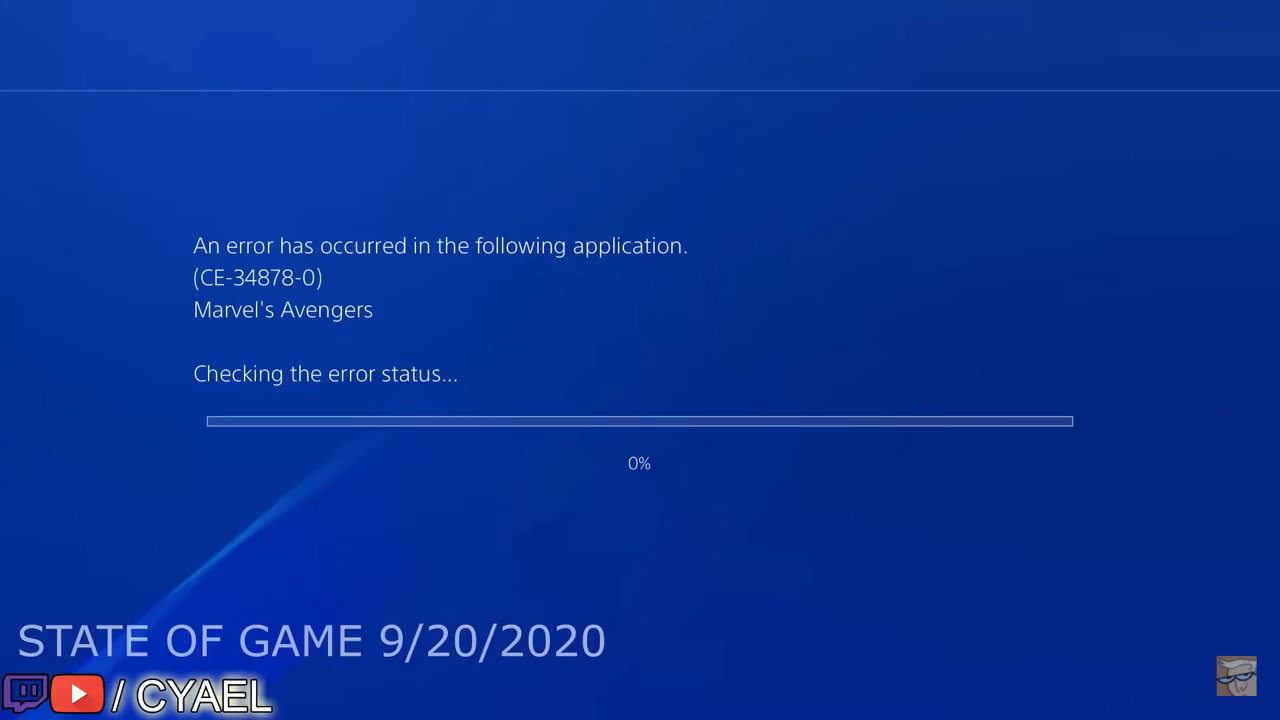 An error has occurred in the following application.
(CE-34878-0)
Marvel's Avengers
Checking the error status...
0%
STATE OF GAME 9/20/2020
/ CYAEL